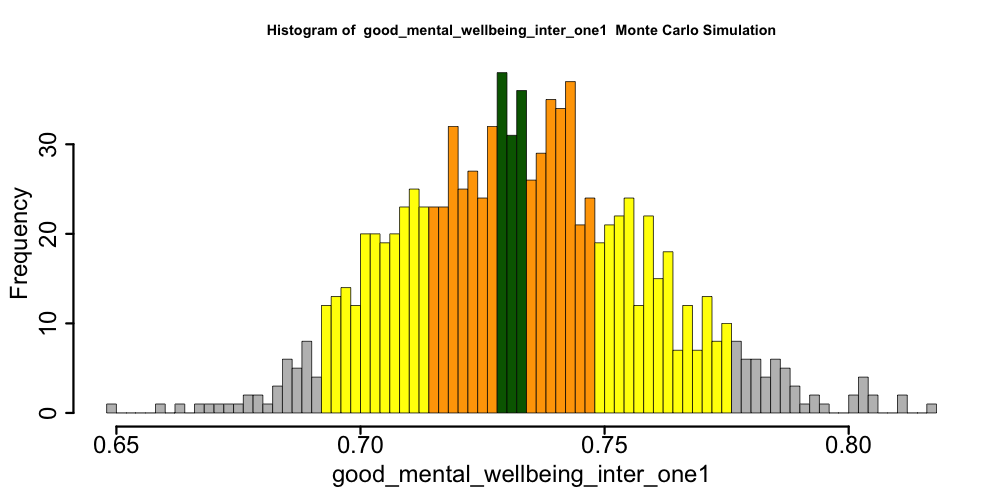 Histogram of  good_mental_wellbeing_inter_one1  Monte Carlo Simulation
Frequency
30
20
10
0
0.65 0.70 0.75 0.80
good_mental_wellbeing_inter_one1